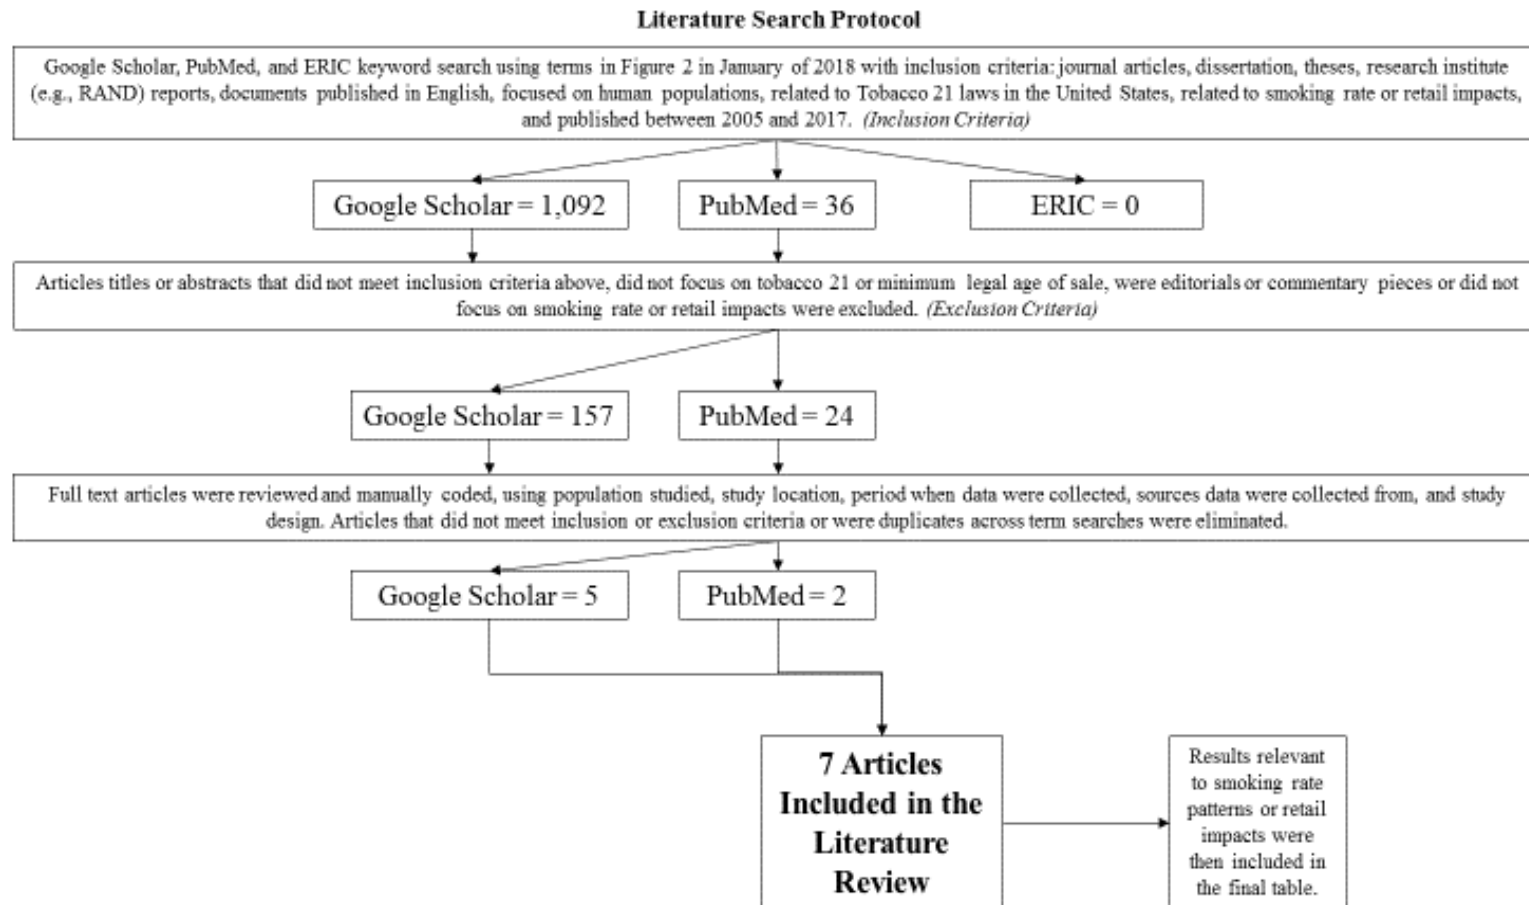 Literature Search Protocol
Google Scholar, PubMed, and ERIC keyword search using terms in Figure 2 in January of 2018 with inclusion criteria: journal articles, dissertation, theses, research institute
(e.g., RAND) reports, documents published in English, focused on human populations, related to Tobacco 21 laws in the United States, related to smoking rate or retail impacts,
and published between 2005 and 2017. (Inclusion Criteria)
Google Scholar = 1,092
PubMed = 36
ERIC = 0
Articles titles or abstracts that did not meet inclusion criteria above, did not focus on tobacco 21 or minimum legal age of sale, were editorials or commentary pieces or did not
focus on smoking rate or retail impacts were excluded. (Exclusion Criteria)
Google Scholar = 157
PubMed = 24
Full text articles were reviewed and manually coded, using population studied, study location, period when data were collected, sources data were collected from, and study
design. Articles that did not meet inclusion or exclusion criteria or were duplicates across term searches were eliminated.
Google Scholar = 5
PubMed = 2
7 Articles
Included in the
Literature
Review
Results relevant
to smoking rate
patterns or retail
impacts were
then included in
the final table.